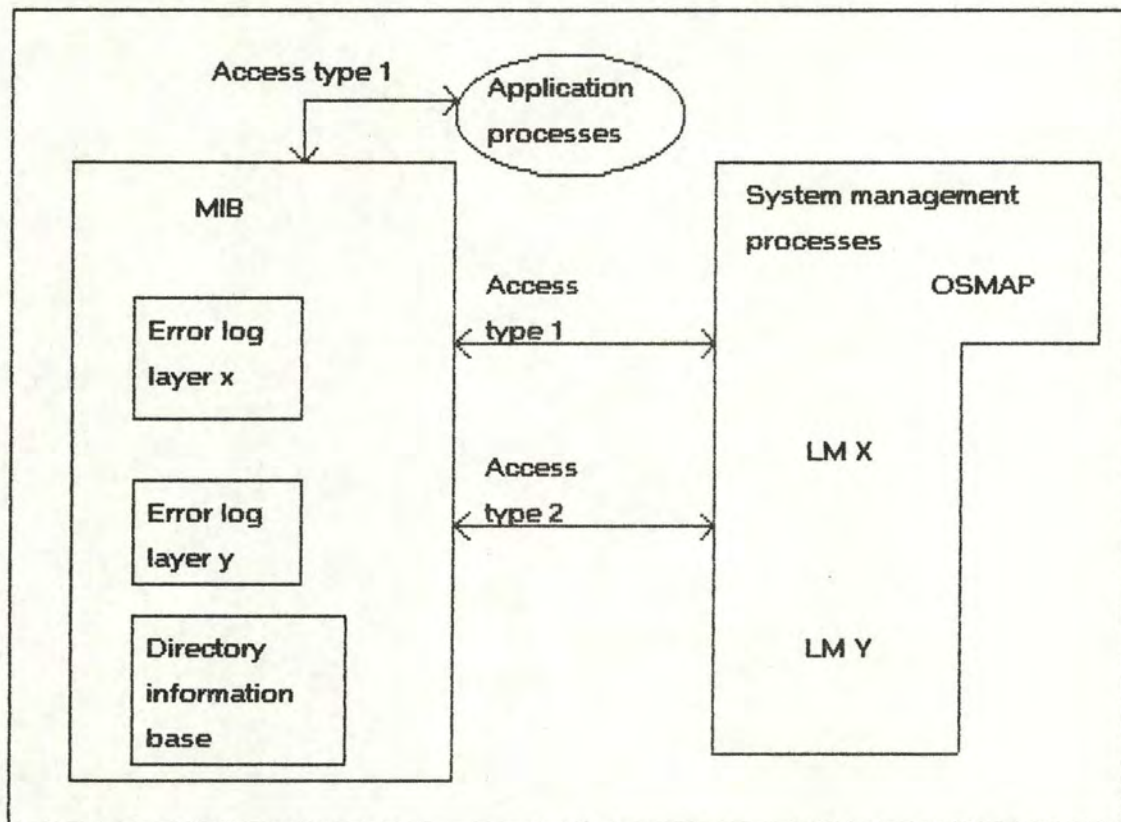 Access type 1
Application
processes
MIB
Error log
layer x
Error log
layer y
Directory
information
base
Access
type 1
Access
type 2
System management
processes
OSMAP
LM X
LM Y